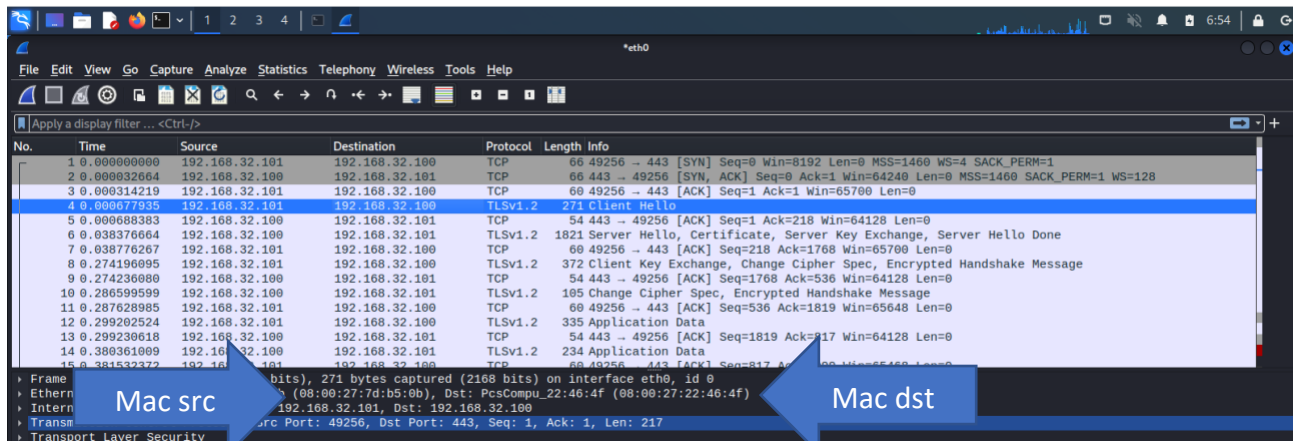 1 2 3 4 6:54
*eth0
File Edit View Go Capture Analyze Statistics Telephony Wireless Tools Help
Apply a display filter ... <Ctrl-/>
No. Time Source Destination Protocol Length Info
1 0.000000000 192.168.32.101 192.168.32.100 TCP 66 49256 → 443 [SYN] Seq=0 Win=8192 Len=0 MSS=1460 WS=4 SACK_PERM=1
2 0.000032664 192.168.32.100 192.168.32.101 TCP 66 443 → 49256 [SYN, ACK] Seq=0 Ack=1 Win=64240 Len=0 MSS=1460 SACK_PERM=1 WS=128
3 0.000314219 192.168.32.101 192.168.32.100 TCP 60 49256 → 443 [ACK] Seq=1 Ack=1 Win=65700 Len=0
4 0.000677935 192.168.32.101 192.168.32.100 TLSv1.2 271 Client Hello
5 0.000688383 192.168.32.100 192.168.32.101 TCP 54 443 → 49256 [ACK] Seq=1 Ack=218 Win=64128 Len=0
6 0.038376664 192.168.32.100 192.168.32.101 TLSv1.2 1821 Server Hello, Certificate, Server Key Exchange, Server Hello Done
7 0.038776267 192.168.32.101 192.168.32.100 TCP 60 49256 → 443 [ACK] Seq=218 Ack=1768 Win=65700 Len=0
8 0.274196095 192.168.32.101 192.168.32.100 TLSv1.2 372 Client Key Exchange, Change Cipher Spec, Encrypted Handshake Message
9 0.274236080 192.168.32.100 192.168.32.101 TCP 54 443 → 49256 [ACK] Seq=1768 Ack=536 Win=64128 Len=0
10 0.286599599 192.168.32.100 192.168.32.101 TLSv1.2 105 Change Cipher Spec, Encrypted Handshake Message
11 0.287628985 192.168.32.101 192.168.32.100 TCP 60 49256 → 443 [ACK] Seq=536 Ack=1819 Win=65648 Len=0
12 0.299202524 192.168.32.101 192.168.32.100 TLSv1.2 335 Application Data
13 0.299230618 192.168.32.100 192.168.32.101 TCP 54 443 → 49256 [ACK] Seq=1819 Ack=817 Win=64128 Len=0
14 0.380361009 192.168.32.100 192.168.32.101 TLSv1.2 234 Application Data
15 0.381532372 192.168.32.100 TCP 60 49256 443 [ACK] Seq=817
Frame bits), 271 bytes captured (2168 bits) on interface eth0, id 0
Ethern (08:00:27:7d:b5:0b), Dst: PcsCompu_22:46:4f (08:00:27:22:46:4f)
Intern 192.168.32.101, Dst: 192.168.32.100
Transm Src Port: 49256, Dst Port: 443, Seq: 1, Ack: 1, Len: 217
Transport Layer Security
Mac src
Mac dst